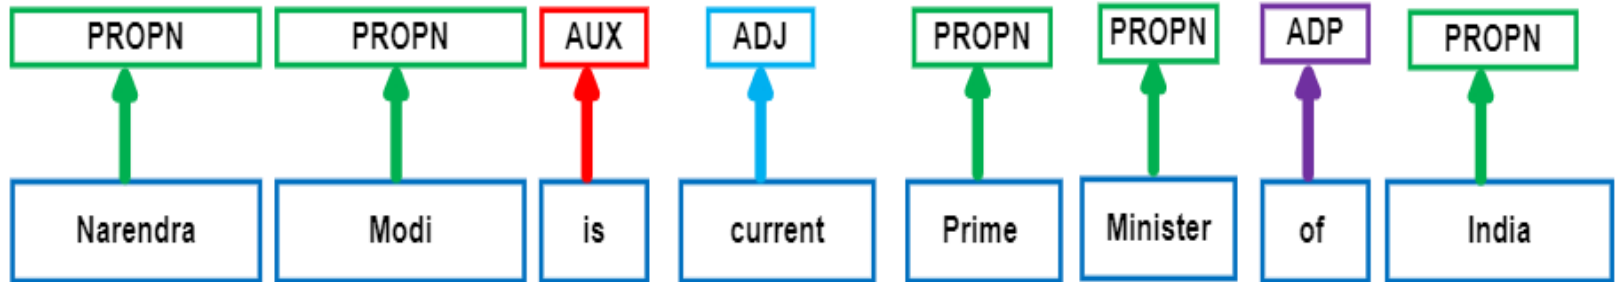 PROPN PROPN AUX ADJ PROPN PROPN ADP PROPN
Narendra Modi is current Prime Minister of India